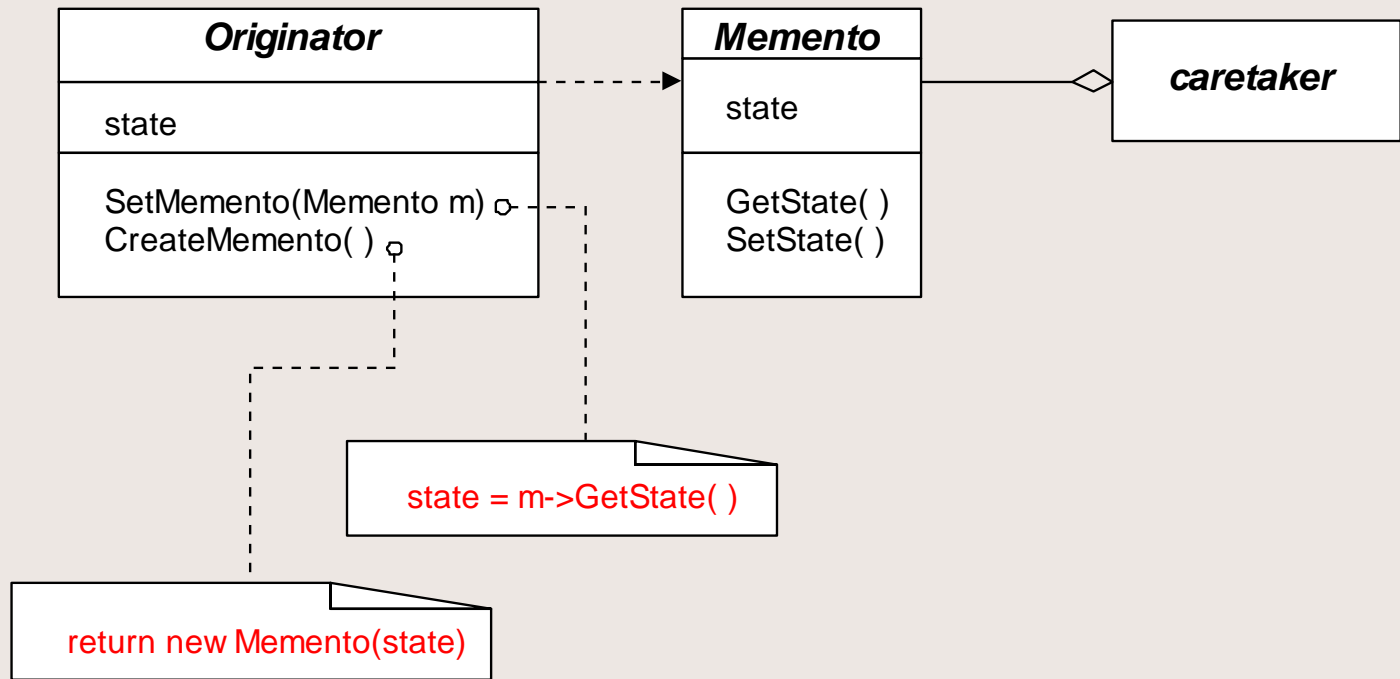 Originator
state
SetMemento(Memento m)
CreateMemento( )
Memento
state
GetState( )
SetState( )
caretaker
state = m->GetState( )
return new Memento(state)